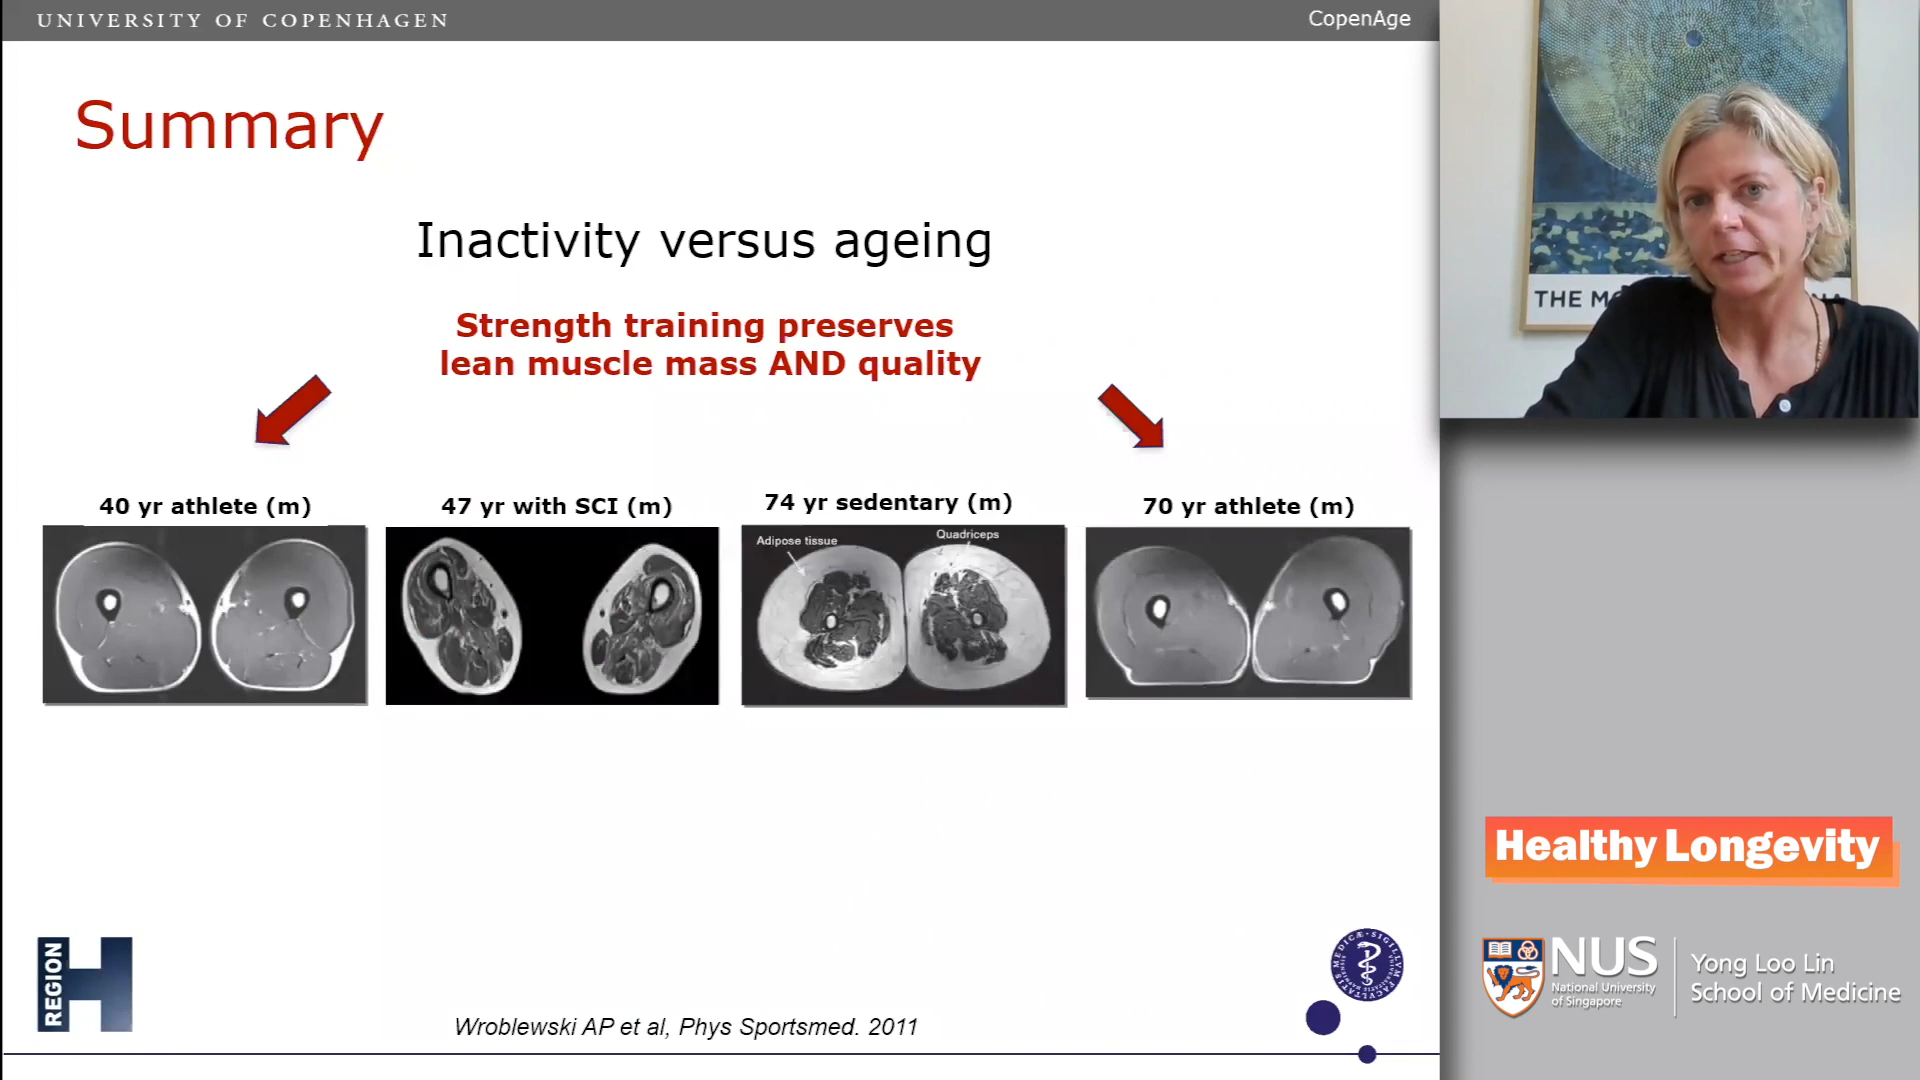 UNIVERSITY OF COPENHAGEN
CopenAge
Summary
Inactivity versus ageing
Strength training preserves
lean muscle mass AND quality
40 yr athlete (m)
47 yr with SCI (m)
74 yr sedentary (m)
70 yr athlete (m)
Adipose tissue
Quadriceps
REGION H
Wroblewski AP et al, Phys Sportsmed. 2011
THE
Healthy Longevity
NUS
National University
of Singapore
Yong Loo Lin
School of Medicine